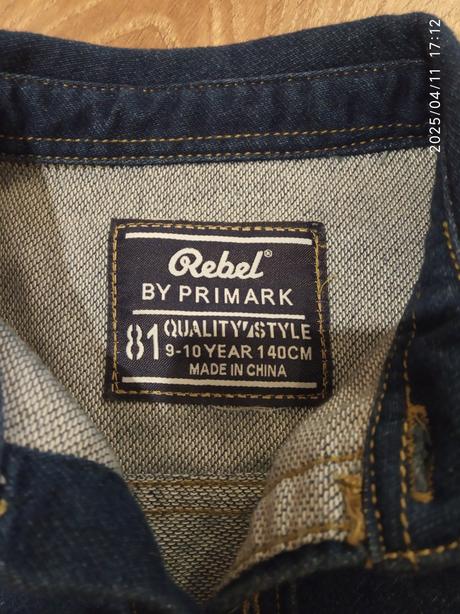 2025/04/11 17:12
Rebel®
BY PRIMARK
81 QUALITY STYLE
9-10 YEAR 140CM
MADE IN CHINA